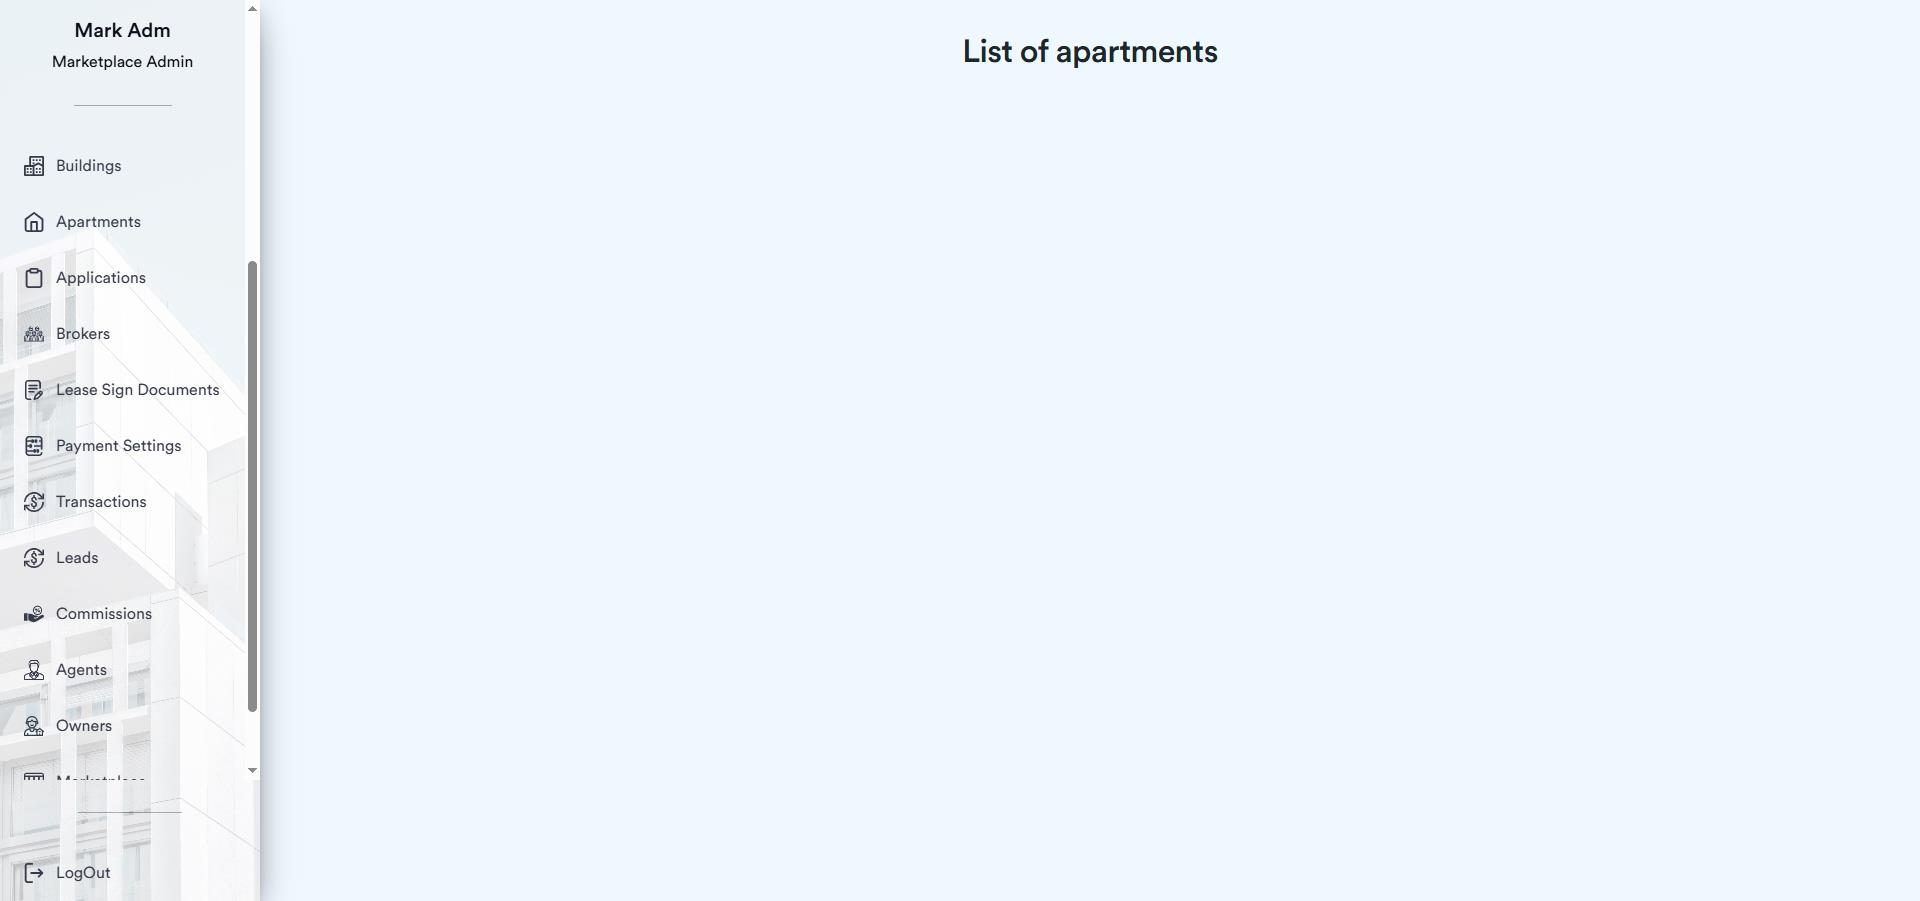 Mark Adm
Marketplace Admin
Buildings
Apartments
Applications
Brokers
Lease Sign Documents
Payment Settings
Transactions
Leads
Commissions
Agents
Owners
Marketplace
LogOut
List of apartments